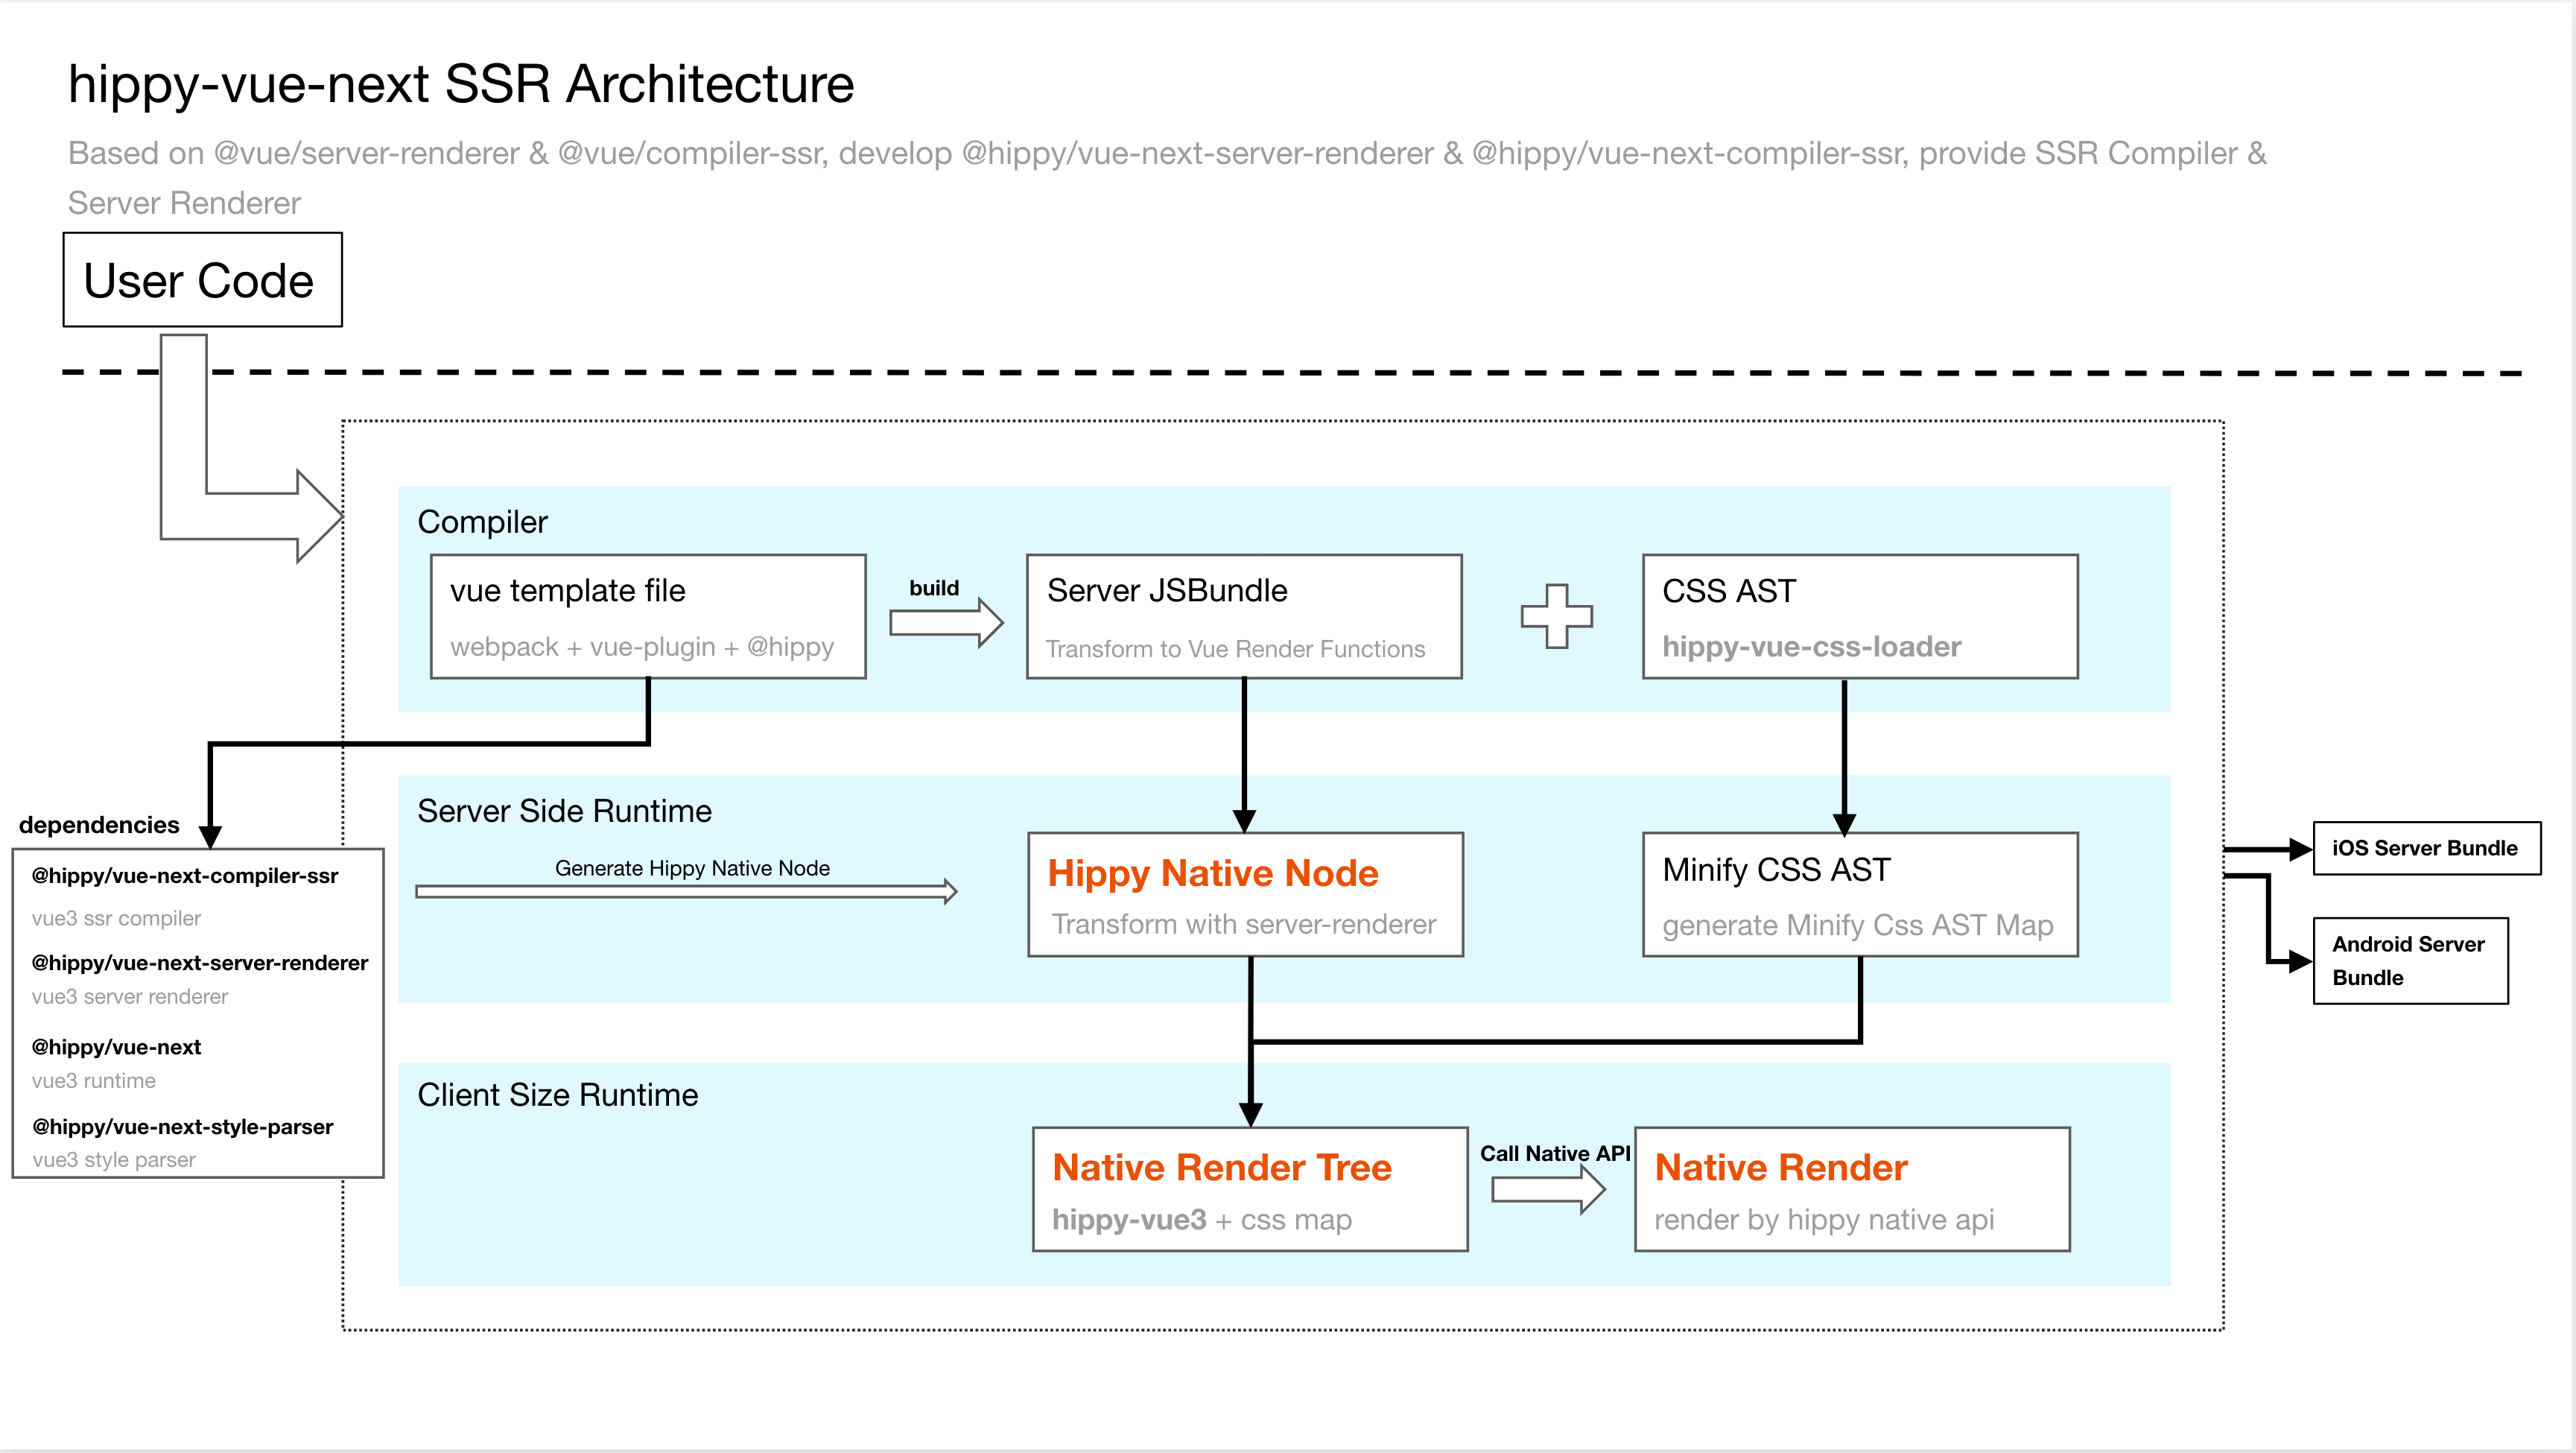 hippy-vue-next SSR Architecture
Based on @vue/server-renderer & @vue/compiler-ssr, develop @hippy/vue-next-server-renderer & @hippy/vue-next-compiler-ssr, provide SSR Compiler &
Server Renderer
User Code
Compiler
vue template file
webpack + vue-plugin + @hippy
build
Server JSBundle
Transform to Vue Render Functions
CSS AST
hippy-vue-css-loader
dependencies
@hippy/vue-next-compiler-ssr
vue3 ssr compiler
@hippy/vue-next-server-renderer
vue3 server renderer
@hippy/vue-next
vue3 runtime
@hippy/vue-next-style-parser
vue3 style parser
Server Side Runtime
Generate Hippy Native Node
Hippy Native Node
Transform with server-renderer
Minify CSS AST
generate Minify Css AST Map
iOS Server Bundle
Android Server
Bundle
Client Size Runtime
Native Render Tree
hippy-vue3 + css map
Call Native API
Native Render
render by hippy native api